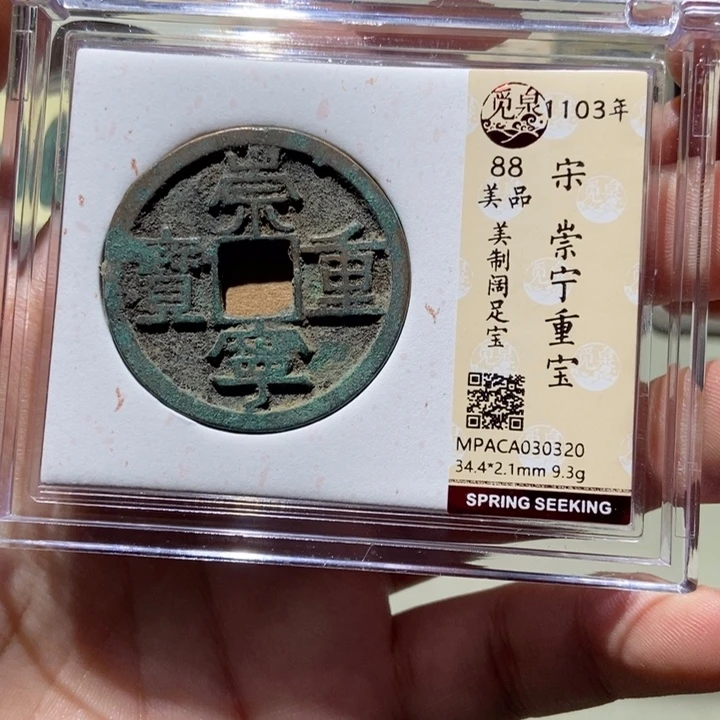 崇
重
寧
寳
觅泉
1103年
88
美品
美制阔足宝
宋 崇宁重宝
MPACA030320
34.4*2.1mm 9.3g
SPRING SEEKING